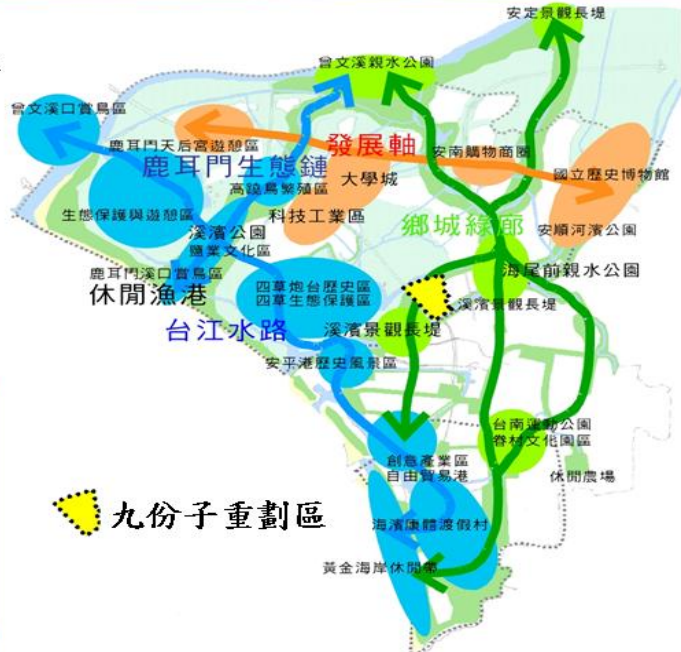 安定景觀長堤
曾文溪親水公園
曾文溪口賞鳥區
鹿耳門天后宮遊憩區
發展軸
安南購物商圈
鹿耳門生態鏈
國立歷史博物館
高蹺鳥繁殖區
大學城
生態保護與遊憩區
溪濱公園
科技工業區
鄉城綠廊
安順河濱公園
鹽業文化區
鹿耳門溪口賞鳥區
海尾前親水公園
休閒漁港
四草炮台歷史區
四草生態保護區
溪濱景觀長堤
台江水路
溪濱景觀長堤
安平港歷史風景區
台南運動公園
眷村文化園區
創意產業區
自由貿易港
休閒農場
九份子重劃區
海濱康體渡假村
黃金海岸休閒帶